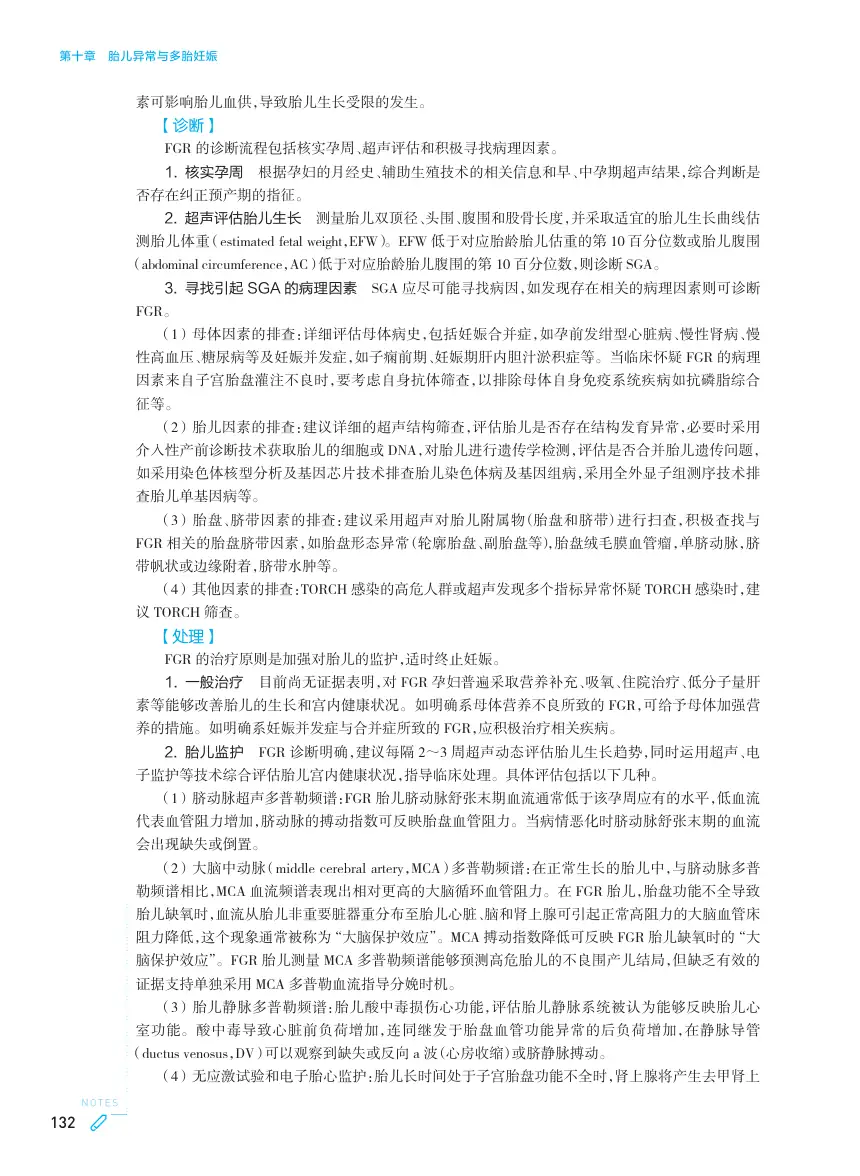 第十章 胎儿异常与多胎妊娠
素可影响胎儿血供,导致胎儿生长受限的发生。
【诊断】
FGR 的诊断流程包括核实孕周、超声评估和积极寻找病理因素。
1. 核实孕周 根据孕妇的月经史、辅助生殖技术的相关信息和早、中孕期超声结果,综合判断是
否存在纠正预产期的指征。
2. 超声评估胎儿生长 测量胎儿双顶径、头围、腹围和股骨长度,并采取适宜的胎儿生长曲线估
测胎儿体重(estimated fetal weight,EFW)。EFW 低于对应胎龄胎儿估重的第 10 百分位数或胎儿腹围
(abdominal circumference,AC)低于对应胎龄胎儿腹围的第 10 百分位数,则诊断 SGA。
3. 寻找引起 SGA 的病理因素 SGA 应尽可能寻找病因,如发现存在相关的病理因素则可诊断
FGR。
(1)母体因素的排查:详细评估母体病史,包括妊娠合并症,如孕前发绀型心脏病、慢性肾病、慢
性高血压、糖尿病等及妊娠并发症,如子痫前期、妊娠期肝内胆汁淤积症等。当临床怀疑 FGR 的病理
因素来自子宫胎盘灌注不良时,要考虑自身抗体筛查,以排除母体自身免疫系统疾病如抗磷脂综合
征等。
(2)胎儿因素的排查:建议详细的超声结构筛查,评估胎儿是否存在结构发育异常,必要时采用
介入性产前诊断技术获取胎儿的细胞或 DNA,对胎儿进行遗传学检测,评估是否合并胎儿遗传问题,
如采用染色体核型分析及基因芯片技术排查胎儿染色体病及基因组病,采用全外显子组测序技术排
查胎儿单基因病等。
(3)胎盘、脐带因素的排查:建议采用超声对胎儿附属物(胎盘和脐带)进行扫查,积极查找与
FGR 相关的胎盘脐带因素,如胎盘形态异常(轮廓胎盘、副胎盘等),胎盘绒毛膜血管瘤,单脐动脉,脐
带帆状或边缘附着,脐带水肿等。
(4)其他因素的排查:TORCH 感染的高危人群或超声发现多个指标异常怀疑 TORCH 感染时,建
议 TORCH 筛查。
【处理】
FGR 的治疗原则是加强对胎儿的监护,适时终止妊娠。
1. 一般治疗 目前尚无证据表明,对 FGR 孕妇普遍采取营养补充、吸氧、住院治疗、低分子量肝
素等能够改善胎儿的生长和宫内健康状况。如明确系母体营养不良所致的 FGR,可给予母体加强营
养的措施。如明确系妊娠并发症与合并症所致的 FGR,应积极治疗相关疾病。
2. 胎儿监护 FGR 诊断明确,建议每隔 2～3 周超声动态评估胎儿生长趋势,同时运用超声、电
子监护等技术综合评估胎儿宫内健康状况,指导临床处理。具体评估包括以下几种。
(1)脐动脉超声多普勒频谱:FGR 胎儿脐动脉舒张末期血流通常低于该孕周应有的水平,低血流
代表血管阻力增加,脐动脉的搏动指数可反映胎盘血管阻力。当病情恶化时脐动脉舒张末期的血流
会出现缺失或倒置。
(2)大脑中动脉(middle cerebral artery,MCA)多普勒频谱:在正常生长的胎儿中,与脐动脉多普
勒频谱相比,MCA 血流频谱表现出相对更高的大脑循环血管阻力。在 FGR 胎儿,胎盘功能不全导致
胎儿缺氧时,血流从胎儿非重要脏器重分布至胎儿心脏、脑和肾上腺可引起正常高阻力的大脑血管床
阻力降低,这个现象通常被称为“大脑保护效应”。MCA 搏动指数降低可反映 FGR 胎儿缺氧时的“大
脑保护效应”。FGR 胎儿测量 MCA 多普勒频谱能够预测高危胎儿的不良围产儿结局,但缺乏有效的
证据支持单独采用 MCA 多普勒血流指导分娩时机。
(3)胎儿静脉多普勒频谱:胎儿酸中毒损伤心功能,评估胎儿静脉系统被认为能够反映胎儿心
室功能。酸中毒导致心脏前负荷增加,连同继发于胎盘血管功能异常的后负荷增加,在静脉导管
(ductus venosus,DV)可以观察到缺失或反向 a 波(心房收缩)或脐静脉搏动。
(4)无应激试验和电子胎心监护:胎儿长时间处于子宫胎盘功能不全时,肾上腺将产生去甲肾上
NOTES
132